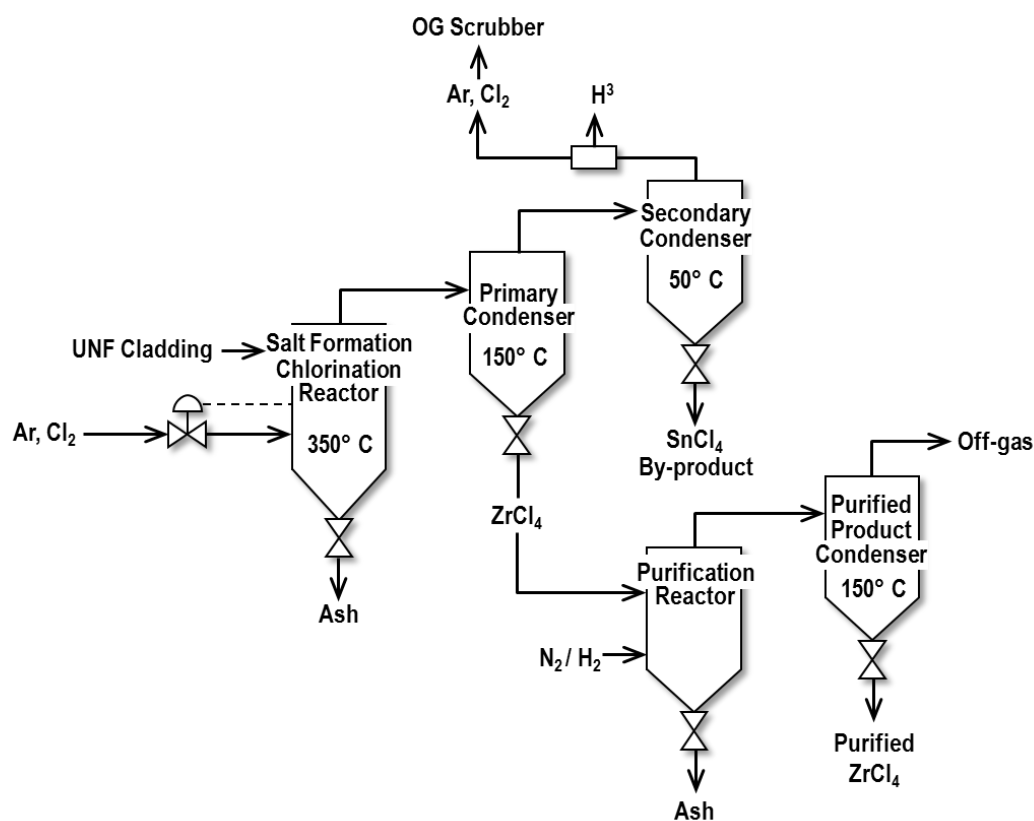 OG Scrubber
Ar, Cl₂
H³
Secondary
Condenser
50° C
Primary
Condenser
150° C
UNF Cladding
Salt Formation
Chlorination
Reactor
350° C
Ar, Cl₂
SnCl₄
By-product
Off-gas
ZrCl₄
Purified
Product
Condenser
150° C
Purification
Reactor
Ash
N₂ / H₂
Purified
ZrCl₄
Ash